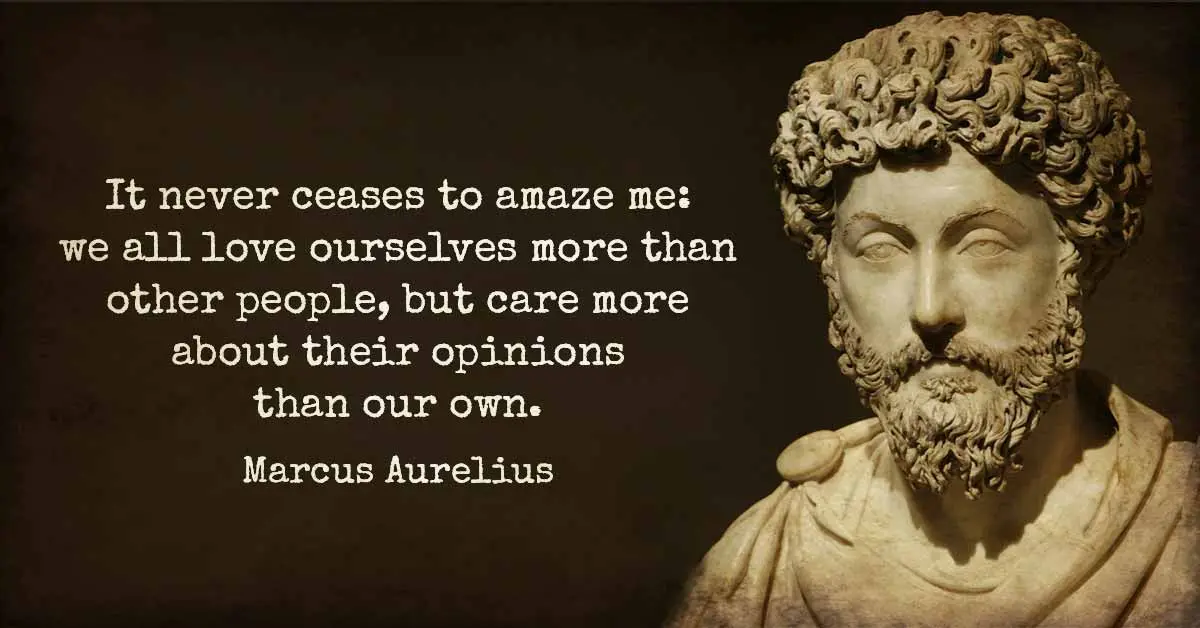 It never ceases to amaze me:
we all love ourselves more than
other people, but care more
about their opinions
than our own.
Marcus Aurelius